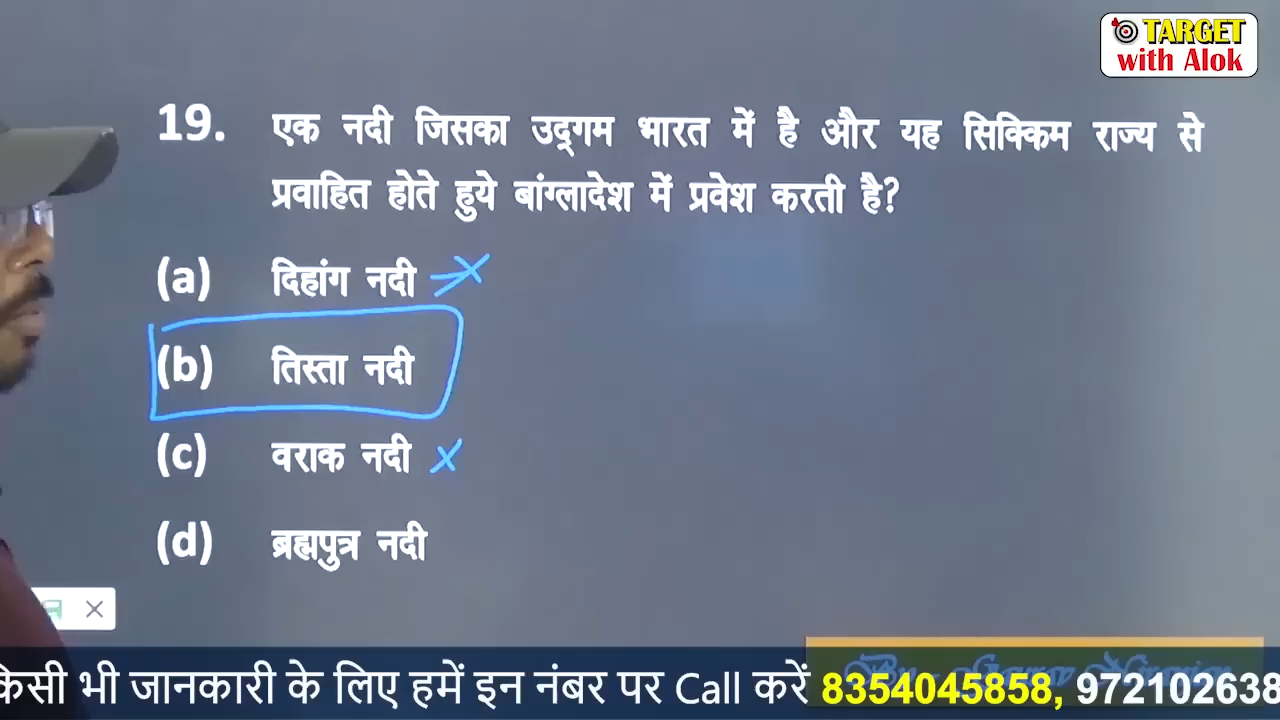 TARGET
with Alok
19. एक नदी जिसका उद्गम भारत में है और यह सिक्किम राज्य से
प्रवाहित होते हुये बांग्लादेश में प्रवेश करती है?
(a) दिहांग नदी
(b) तिस्ता नदी
(c) वराक नदी
(d) ब्रह्मपुत्र नदी
किसी भी जानकारी के लिए हमें इन नंबर पर Call करें 8354045858, 972102638